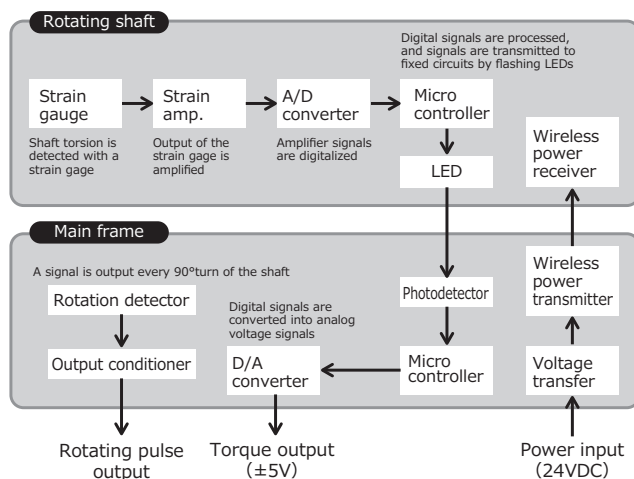 Rotating shaft
Digital signals are processed,
and signals are transmitted to
fixed circuits by flashing LEDs
Strain
gauge
Strain
amp.
A/D
converter
Micro
controller
Shaft torsion is
detected with a
strain gage
Output of
the strain gage is
amplified
Amplifier signals
are digitalized
LED
Wireless
power
receiver
Main frame
A signal is output every 90°turn of the shaft
Rotation detector
Output conditioner
Digital signals are
converted into analog
voltage signals
D/A
converter
Photodetector
Micro
controller
Wireless
power
transmitter
Voltage
transfer
Rotating pulse
output
Torque output
(±5V)
Power input
(24VDC)